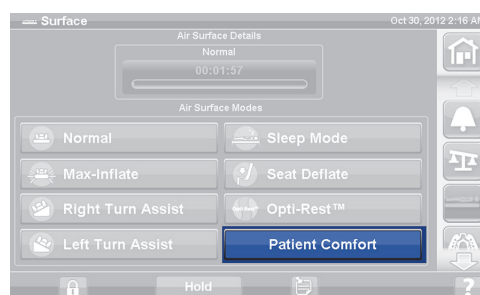 Surface Oct 30, 2012 2:16 AM
Air Surface Details
Normal
00:01:57
Air Surface Modes
Normal Sleep Mode
Max-Inflate Seat Deflate
Right Turn Assist Opti-Rest™
Left Turn Assist Patient Comfort
Hold ?